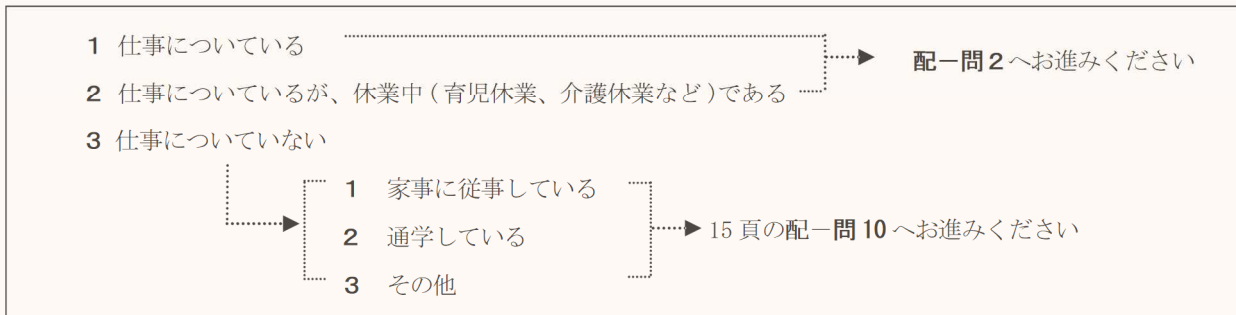 1 仕事についている
配－問2へお進みください
2 仕事についているが、休業中(育児休業、介護休業など)である
3 仕事についていない
1 家事に従事している
2 通学している
15頁の配－問10へお進みください
3 その他